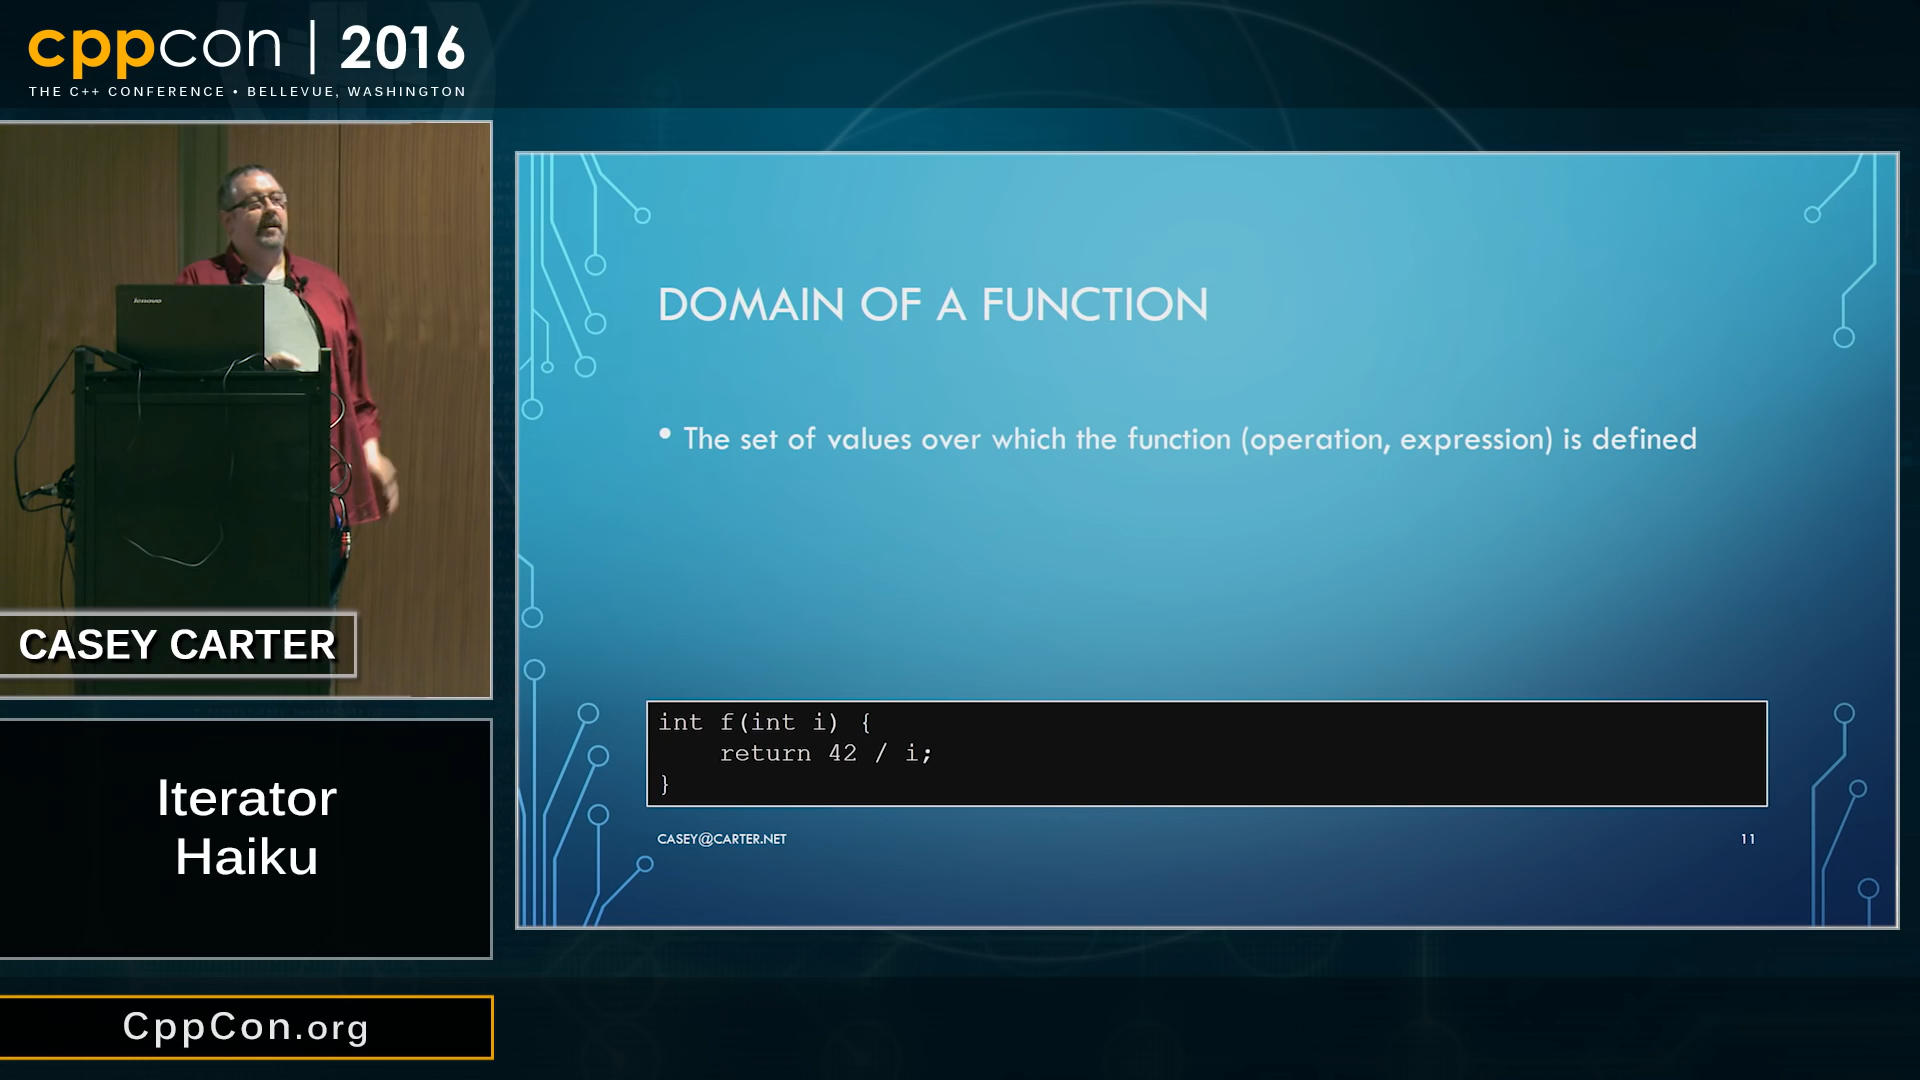 cppcon | 2016
THE C++ CONFERENCE • BELLEVUE, WASHINGTON
lenovo
CASEY CARTER
Iterator
Haiku
CppCon.org
DOMAIN OF A FUNCTION
• The set of values over which the function (operation, expression) is defined
int f(int i) {
    return 42 / i;
}
CASEY@CARTER.NET
11